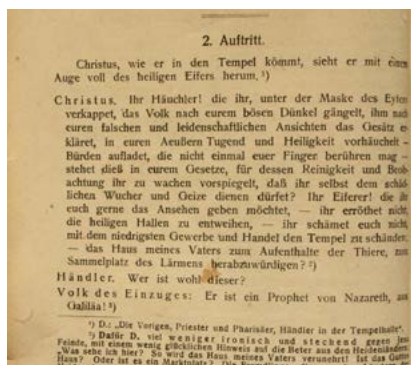 2. Auftritt.
Christus, wie er in den Tempel kömmt, sieht er mit einem
Auge voll des heiligen Eifers herum. ¹)
Christus. Ihr Häuchler! die ihr, unter der Maske des Eyfers
verkappet, das Volk nach eurem bösen Dünkel gängelt, ihm nach
euren falschen und leidenschaftlichen Ansichten das Gesätz er-
kläret, in euren Aeußern Tugend und Heiligkeit vorhäuchelt —
Bürden aufladet, die nicht einmal euer Finger berühren mag —
stehet dieß in eurem Gesetze, für dessen Reinigkeit und Beob-
achtung ihr zu wachen vorspiegelt, daß ihr selbst dem schäd-
lichen Wucher und Geize dienen dürfet? Ihr Eiferer! die ihr
euch gerne das Ansehen geben möchtet, — ihr erröthet nicht,
die heiligen Hallen zu entweihen, — ihr schämet euch nicht,
mit dem niedrigsten Gewerbe und Handel den Tempel zu schänden,
— das Haus meines Vaters zum Aufenthalte der Thiere, zum
Sammelplatz des Lärmens herabzuwürdigen? ²)
Händler. Wer ist wohl dieser?
Volk des Einzuges: Er ist ein Prophet von Nazareth, aus
Galiläa! ³)
¹) D.: „Die Vorigen, Priester und Pharisäer, Händler in der Tempelhalle“.
²) Dafür D, viel weniger ironisch und stechend gegen Jesu
Feinde, mit einem wenig glücklichen Hinweis auf die Beter aus den Heidenländern:
„Was sehe ich hier? So wird das Haus meines Vaters verunehrt! Ist das Gottes
Haus? Oder ist es ein Marktplatz? Die